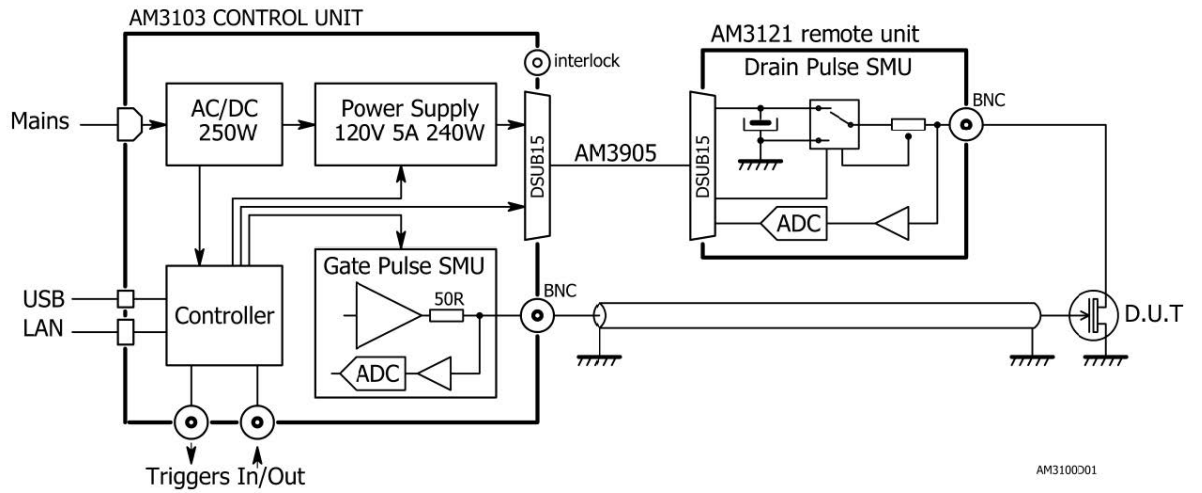 AM3103 CONTROL UNIT
interlock
AM3121 remote unit
Drain Pulse SMU
BNC
Mains
AC/DC
250W
Power Supply
120V 5A 240W
DSUB15
AM3905
DSUB15
ADC
Gate Pulse SMU
50R
ADC
BNC
USB
LAN
Controller
D.U.T
Triggers In/Out
AM3100D01